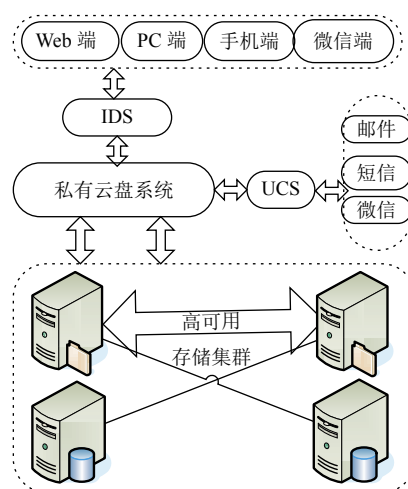 Web 端 PC 端 手机端 微信端
IDS
邮件
私有云盘系统 UCS 短信
微信
高可用
存储集群